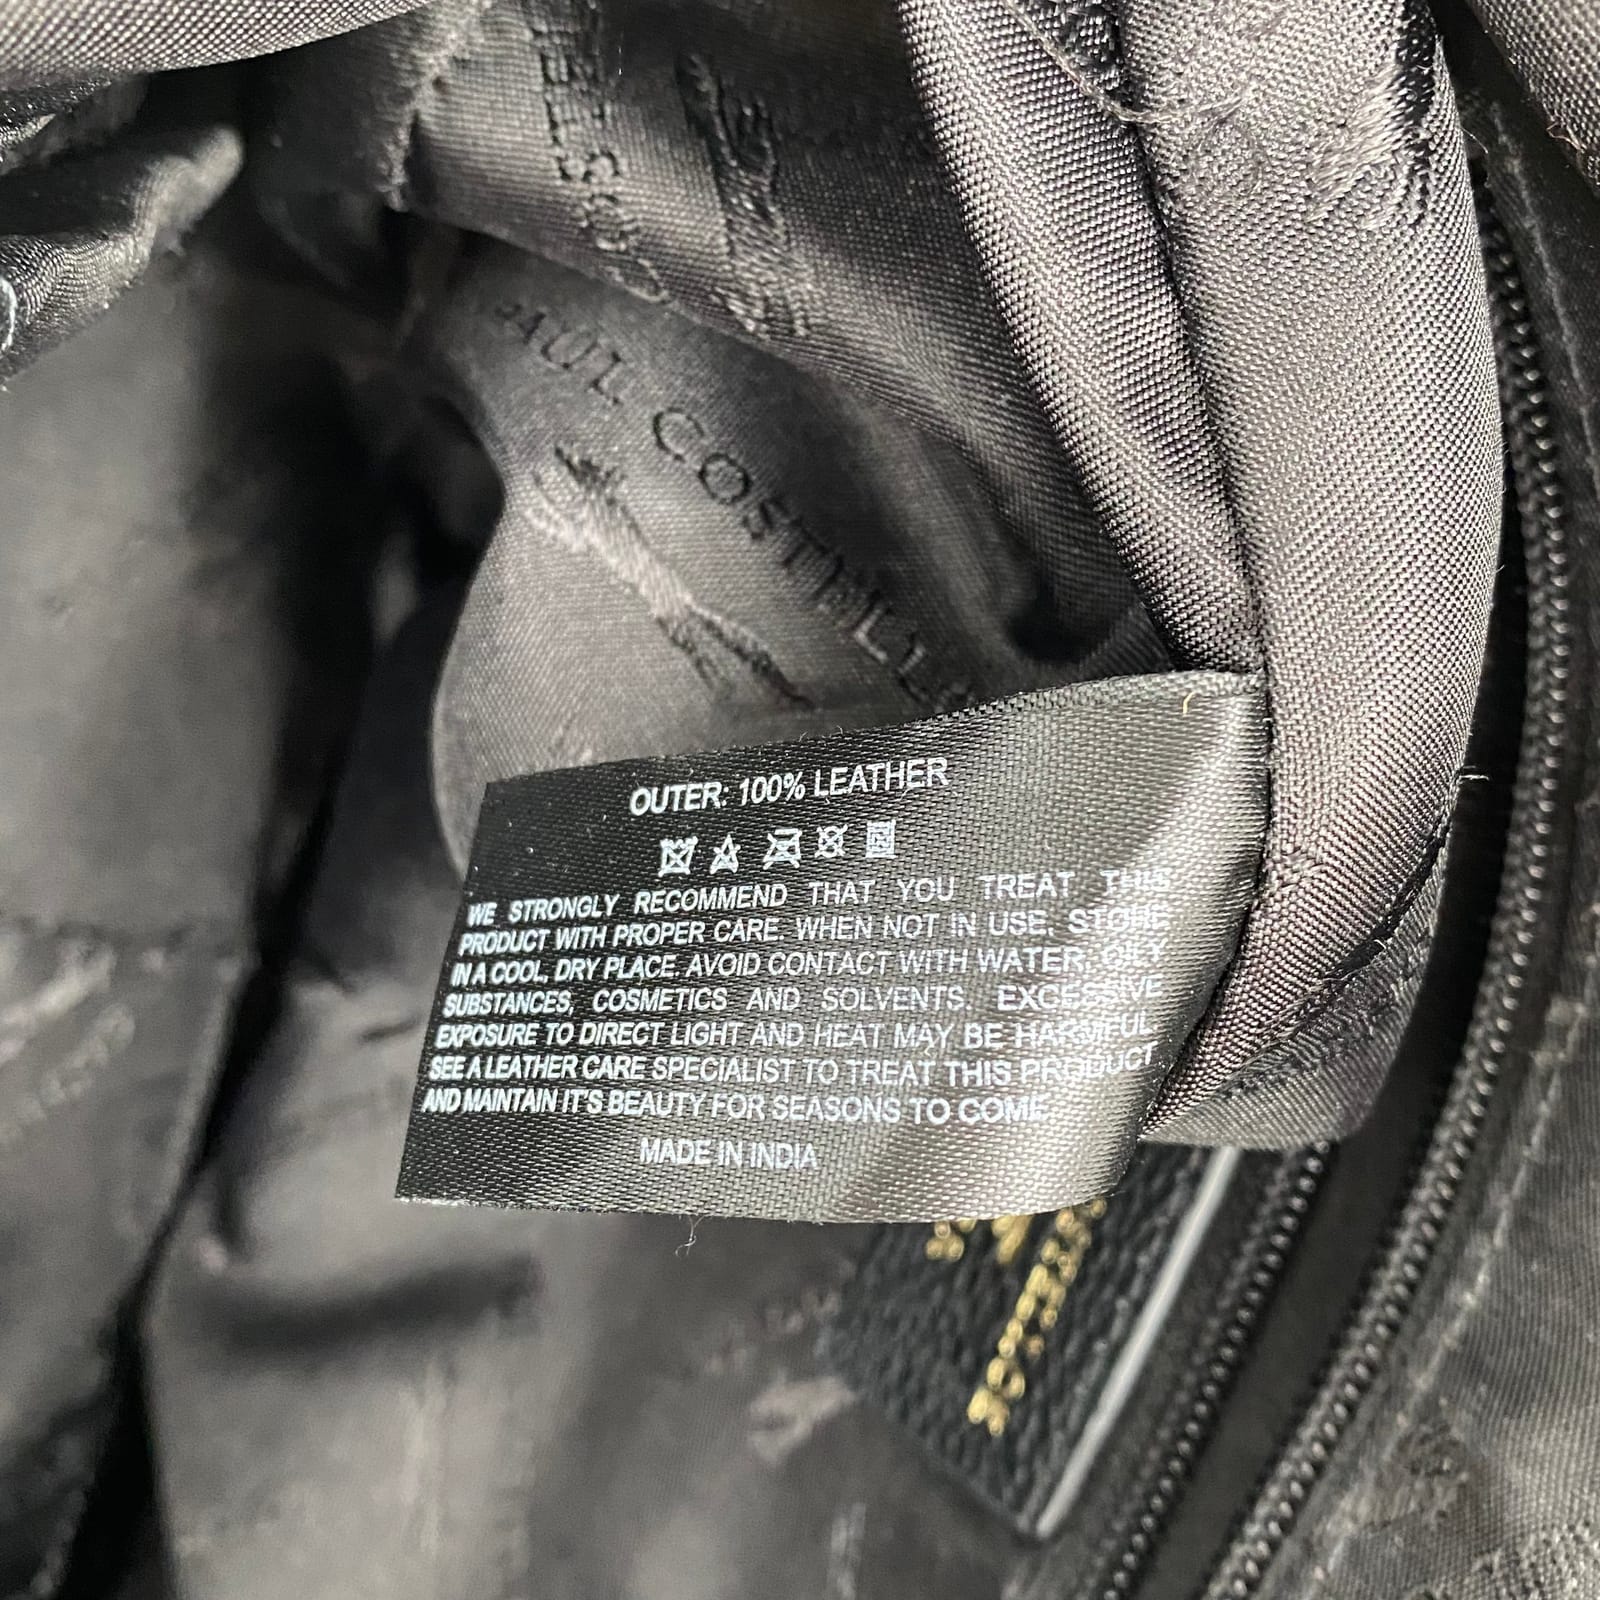 PAUL COSTELLO
OUTER: 100% LEATHER
WE STRONGLY RECOMMEND THAT YOU TREAT THIS
PRODUCT WITH PROPER CARE. WHEN NOT IN USE, STORE
IN A COOL, DRY PLACE. AVOID CONTACT WITH WATER, OILY
SUBSTANCES, COSMETICS AND SOLVENTS. EXCESSIVE
EXPOSURE TO DIRECT LIGHT AND HEAT MAY BE HARMFUL.
SEE A LEATHER CARE SPECIALIST TO TREAT THIS PRODUCT
AND MAINTAIN IT'S BEAUTY FOR SEASONS TO COME.
MADE IN INDIA